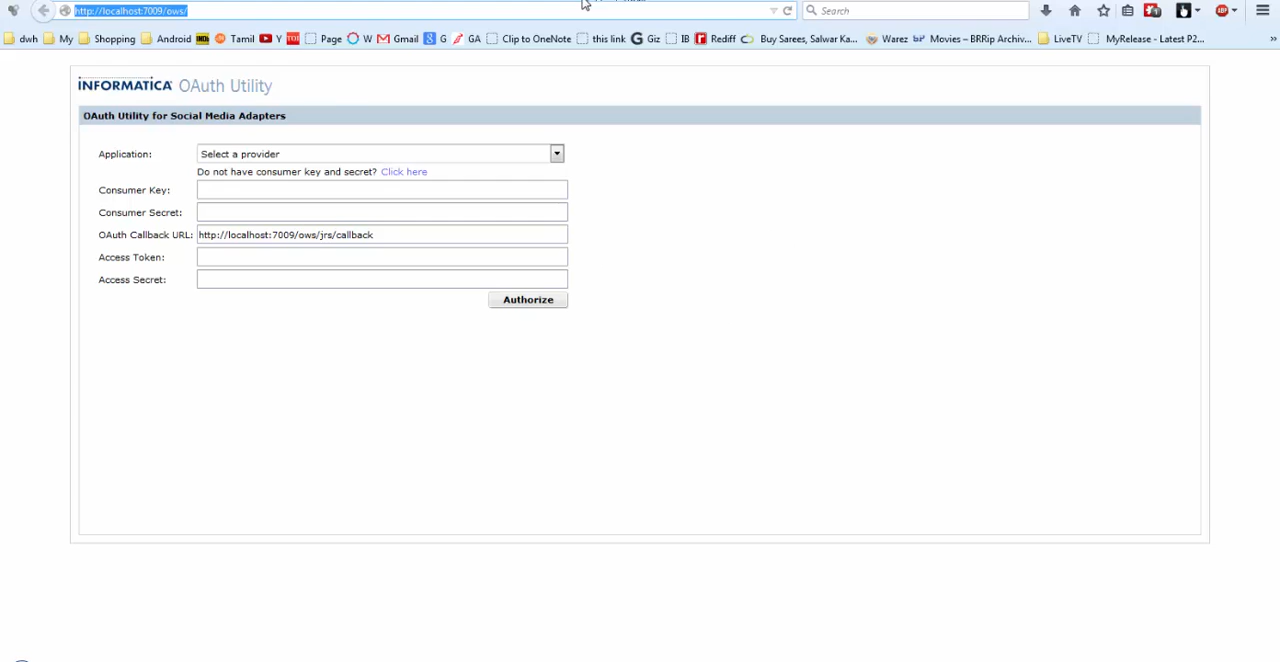 http://localhost:7009/ows/
Search
dwh My Shopping Android IMDb Tamil Y TOI Page W Gmail g G GA Clip to OneNote this link G Giz IB Rediff Buy Sarees, Salwar Ka... Warez Movies – BRRip Archiv... LiveTV MyRelease - Latest P2... »
INFORMATICA OAuth Utility
OAuth Utility for Social Media Adapters
Application: Select a provider
Do not have consumer key and secret? Click here
Consumer Key:
Consumer Secret:
OAuth Callback URL: http://localhost:7009/ows/jrs/callback
Access Token:
Access Secret:
Authorize